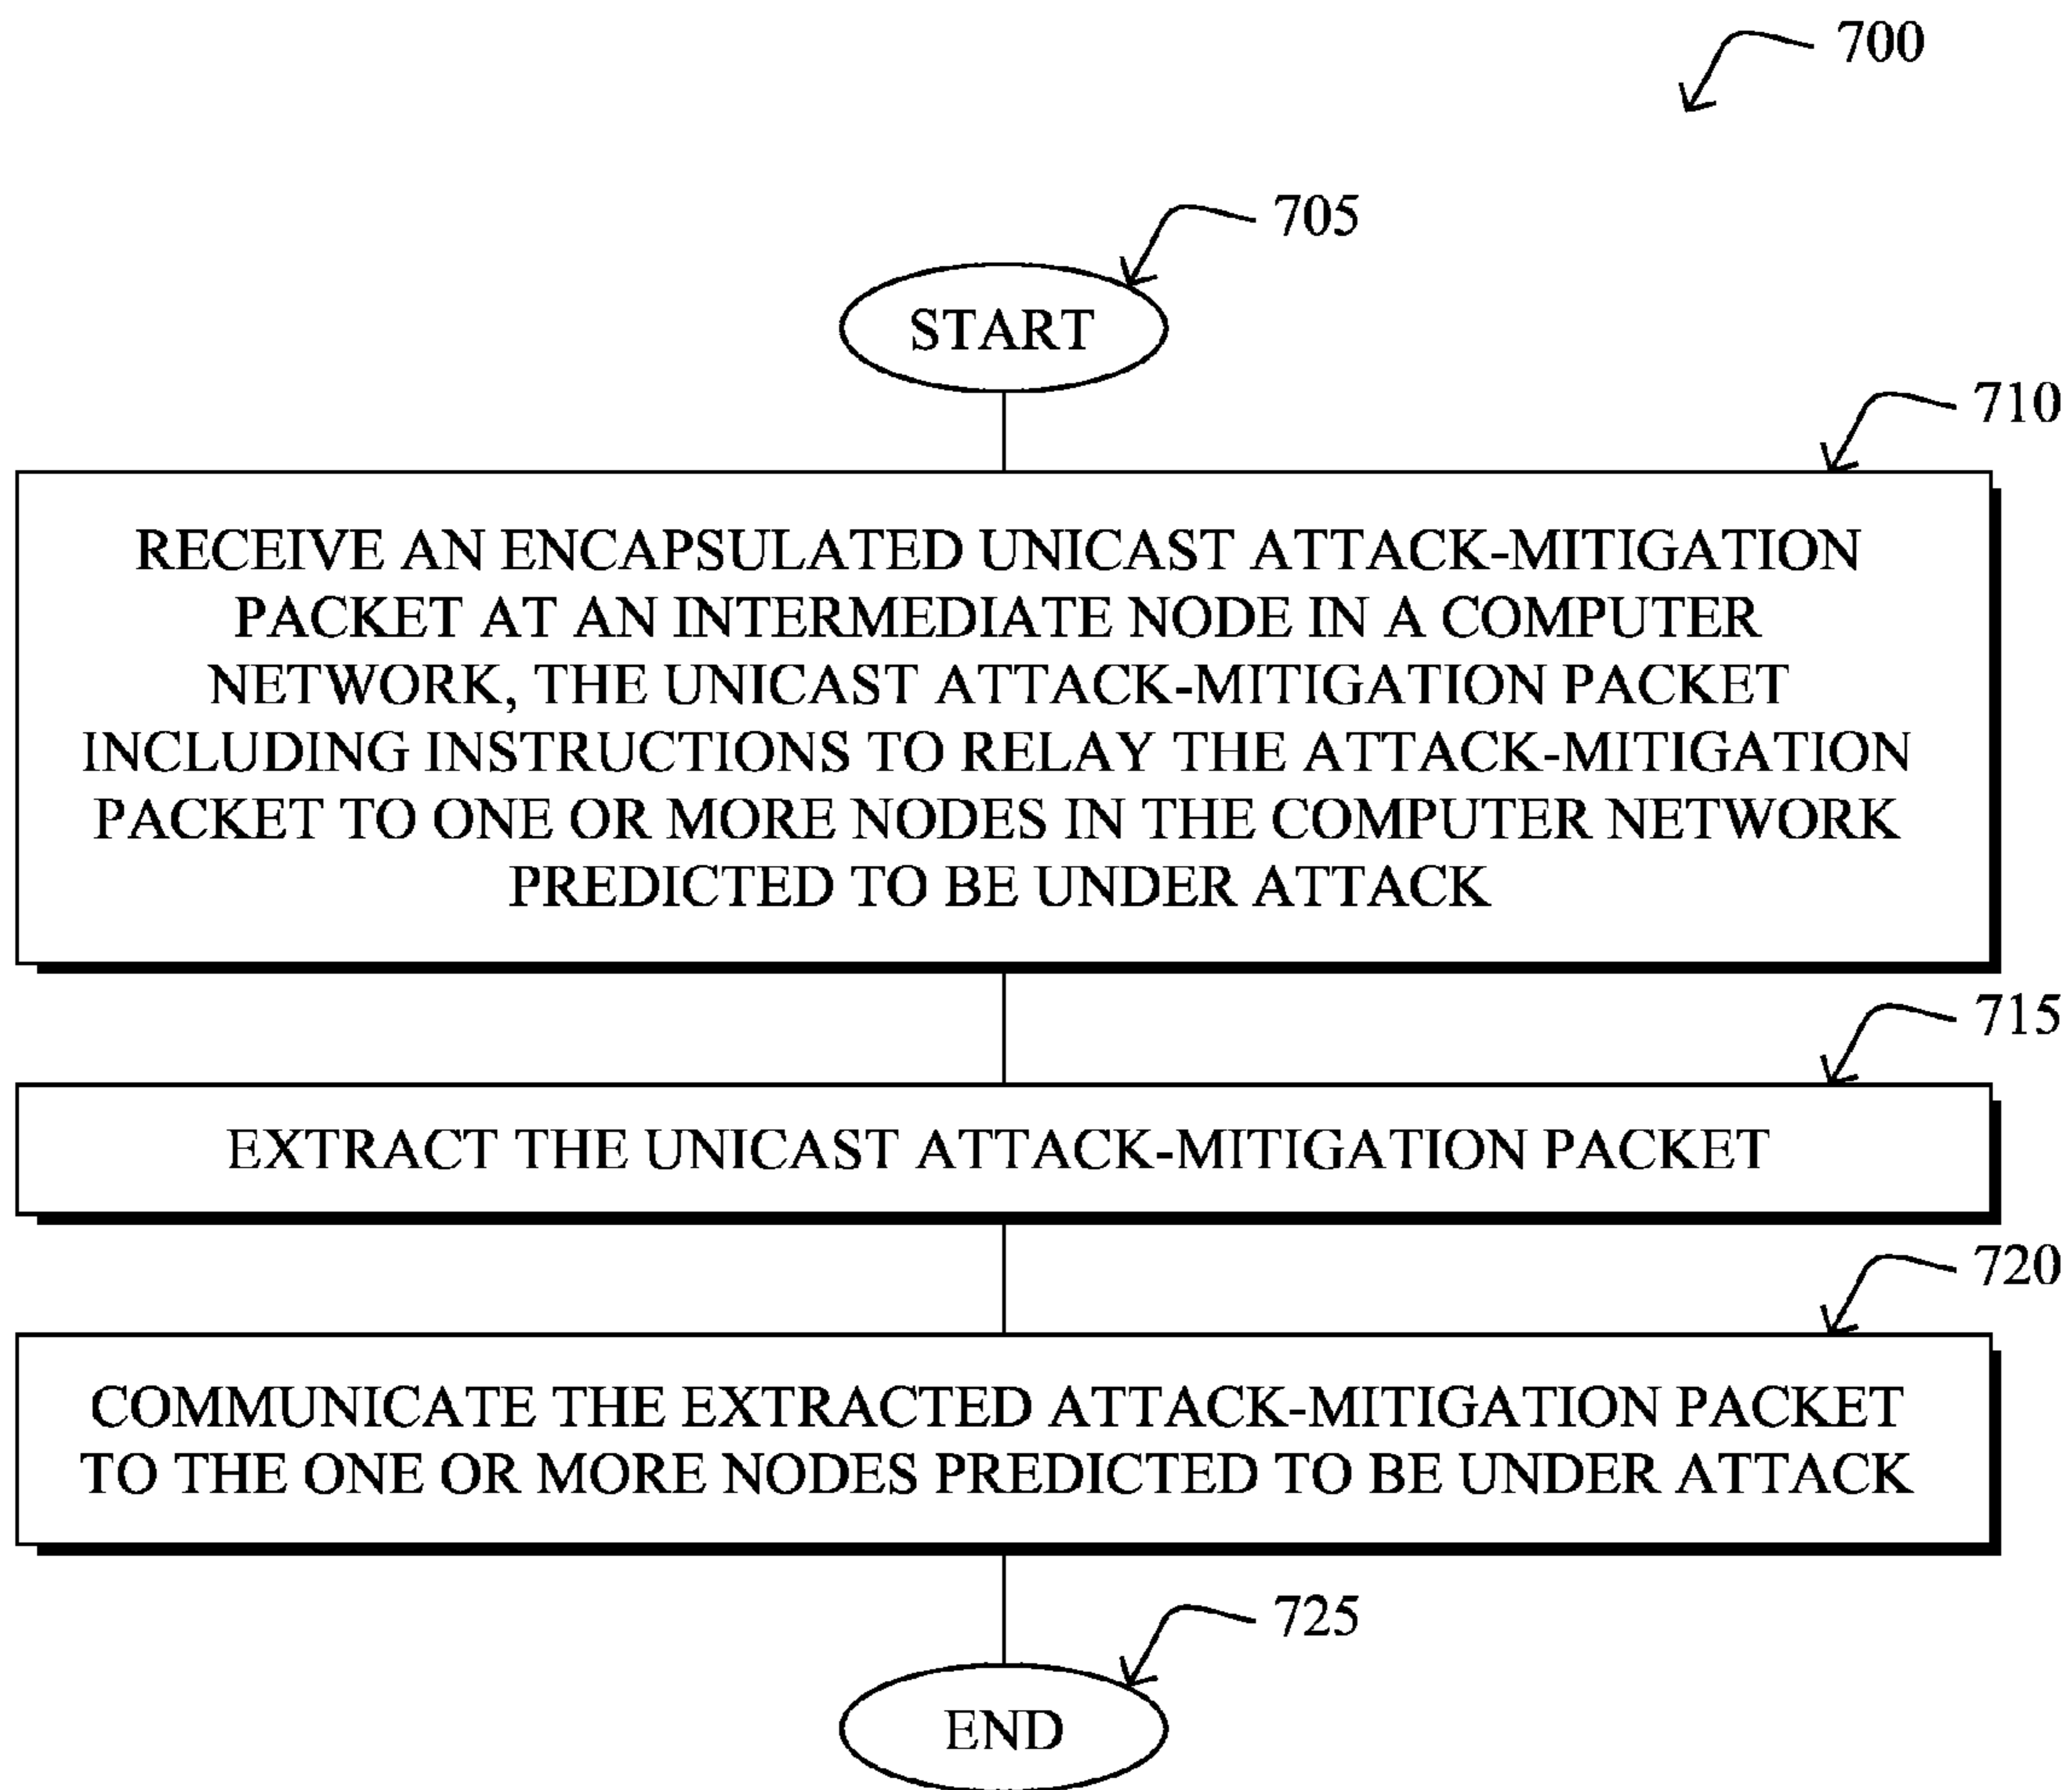 700
705
START
710
RECEIVE AN ENCAPSULATED UNICAST ATTACK-MITIGATION
PACKET AT AN INTERMEDIATE NODE IN A COMPUTER
NETWORK, THE UNICAST ATTACK-MITIGATION PACKET
INCLUDING INSTRUCTIONS TO RELAY THE ATTACK-MITIGATION
PACKET TO ONE OR MORE NODES IN THE COMPUTER NETWORK
PREDICTED TO BE UNDER ATTACK
715
EXTRACT THE UNICAST ATTACK-MITIGATION PACKET
720
COMMUNICATE THE EXTRACTED ATTACK-MITIGATION PACKET
TO THE ONE OR MORE NODES PREDICTED TO BE UNDER ATTACK
725
END